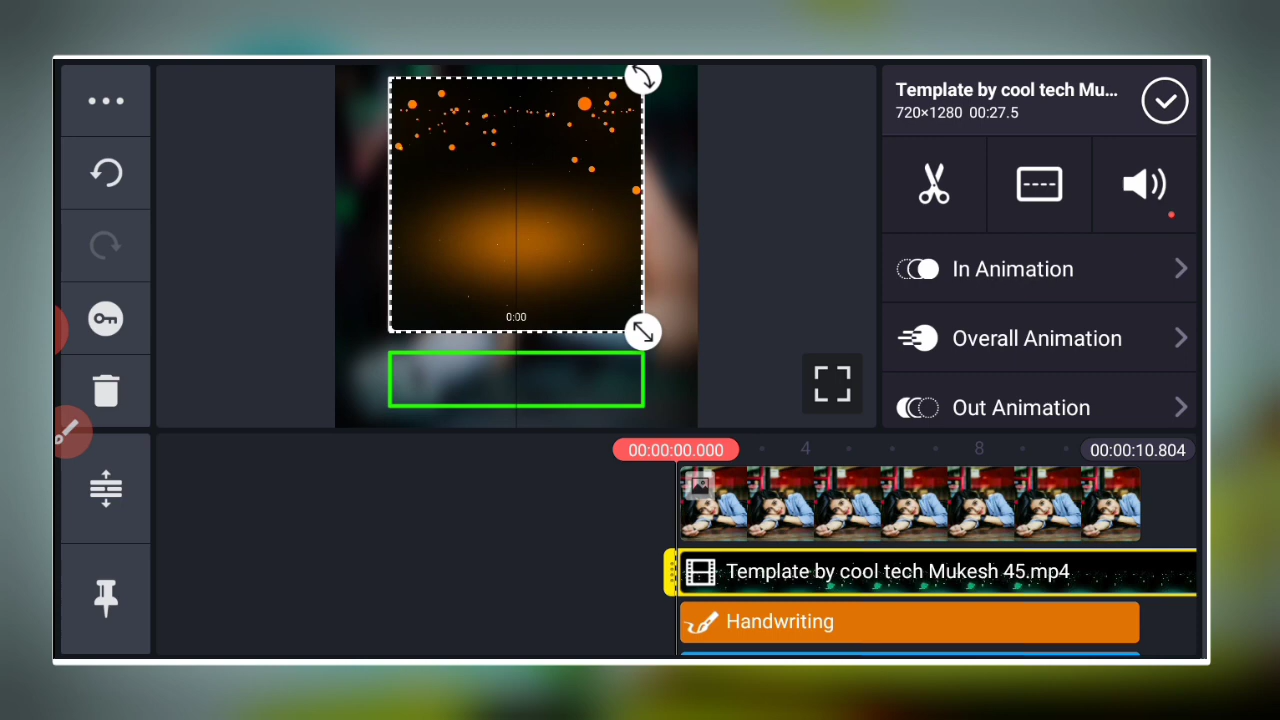 Template by cool tech Mu...
720×1280 00:27.5
In Animation
Overall Animation
Out Animation
0:00
00:00:00.000
4
8
00:00:10.804
Template by cool tech Mukesh 45.mp4
Handwriting